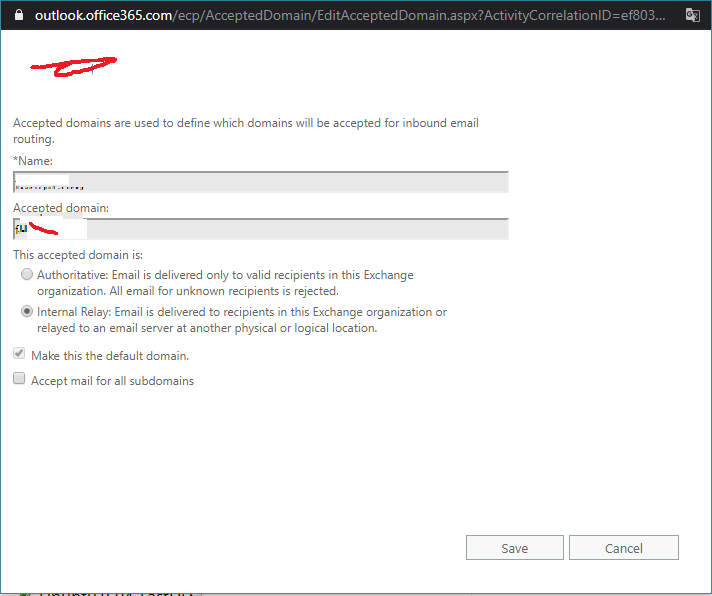 outlook.office365.com/ecp/AcceptedDomain/EditAcceptedDomain.aspx?ActivityCorrelationID=ef803...
Accepted domains are used to define which domains will be accepted for inbound email
routing.
*Name:
Accepted domain:
This accepted domain is:
Authoritative: Email is delivered only to valid recipients in this Exchange
organization. All email for unknown recipients is rejected.
Internal Relay: Email is delivered to recipients in this Exchange organization or
relayed to an email server at another physical or logical location.
Make this the default domain.
Accept mail for all subdomains
Save
Cancel